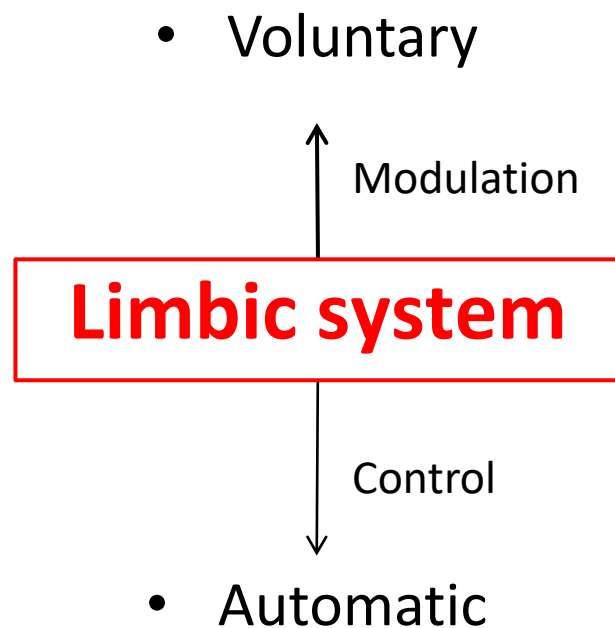 • Voluntary
Modulation
Limbic system
Control
• Automatic